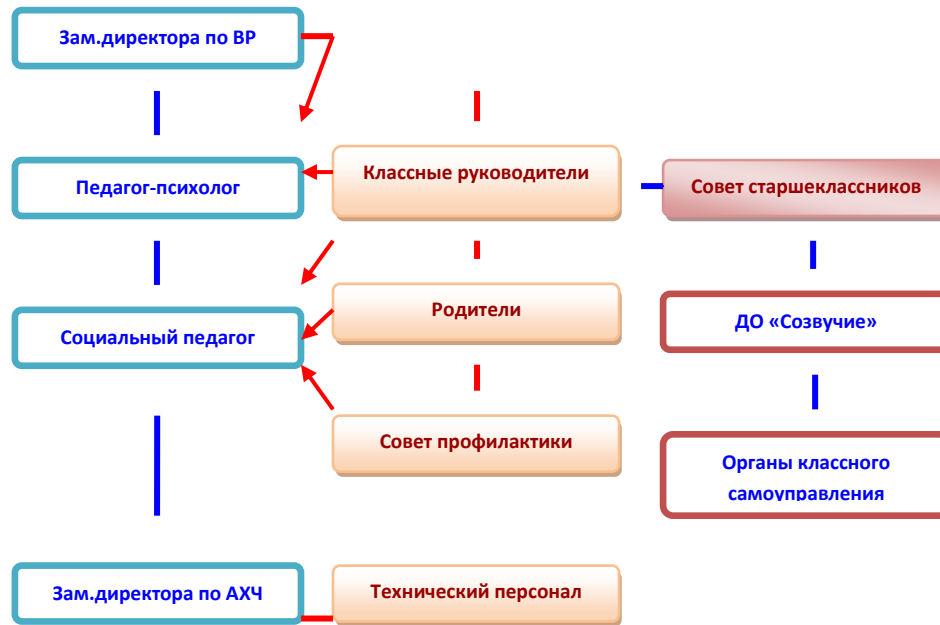 Зам.директора по ВР
Педагог-психолог
Классные руководители
Совет старшеклассников
Социальный педагог
Родители
ДО «Созвучие»
Совет профилактики
Органы классного
самоуправления
Зам.директора по АХЧ
Технический персонал